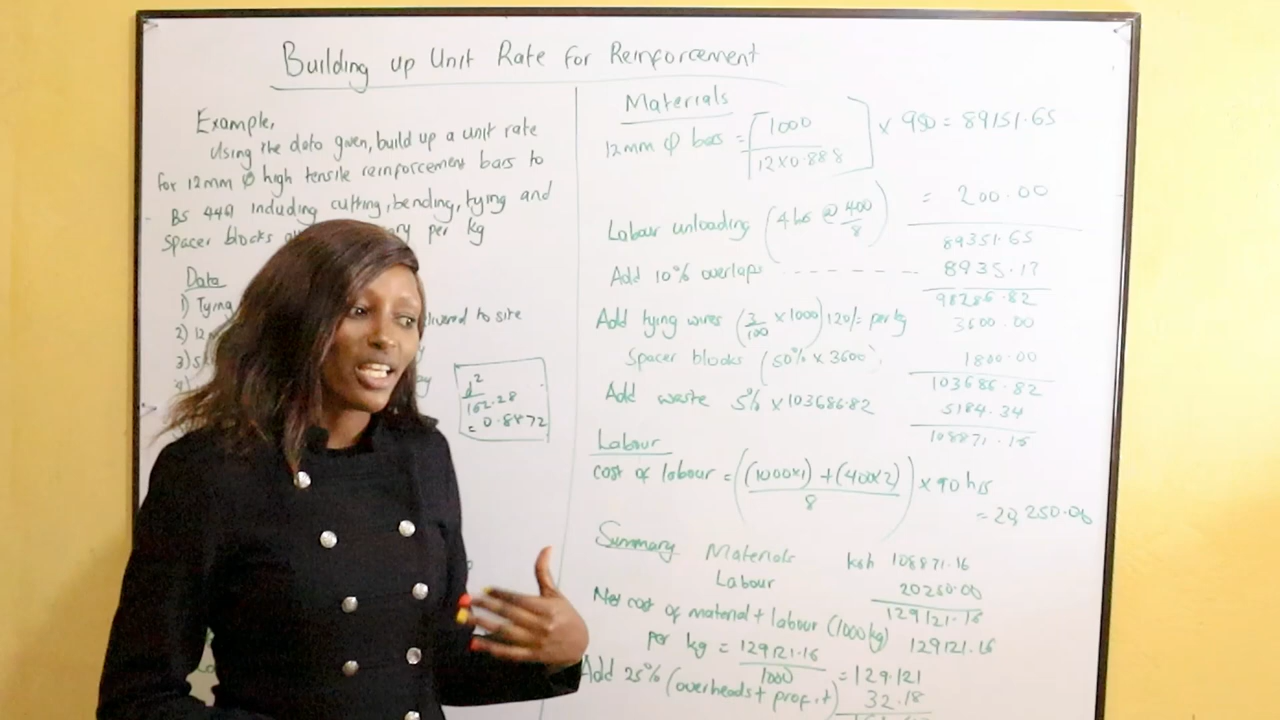 Building up Unit Rate for Reinforcement
Example,
Using the data given, build up a unit rate
for 12mm Ø high tensile reinforcement bars to
BS 4449 including cutting, bending, tying and
spacer blocks per kg
Data
1) Tying
delivered to site
2) 12
3) Sk
4)
d²
162.28
= 0.8872
Materials
12mm Ø bars = [1000 / 12 x 0.888] x 950 = 89151.65
Labour unloading (4hrs @ 400/8) = 200.00
89351.65
Add 10% overlaps - - - - - - - 8935.17
98286.82
Add tying wires (3/100 x 1000) 120/= per kg 3600.00
Spacer blocks (50% x 3600) 1800.00
103686.82
Add waste 5% x 103686.82 5184.34
108871.16
Labour
cost of labour = ((1000x1) + (400x2) / 8) x 90 hrs
= 20,250.00
Summary Materials ksh 108871.16
Labour 20250.00
129121.16
Net cost of material + labour (1000kg) 129121.16
per kg = 129121.16 / 1000 = 129.121
Add 25% (overheads + profit) 32.18